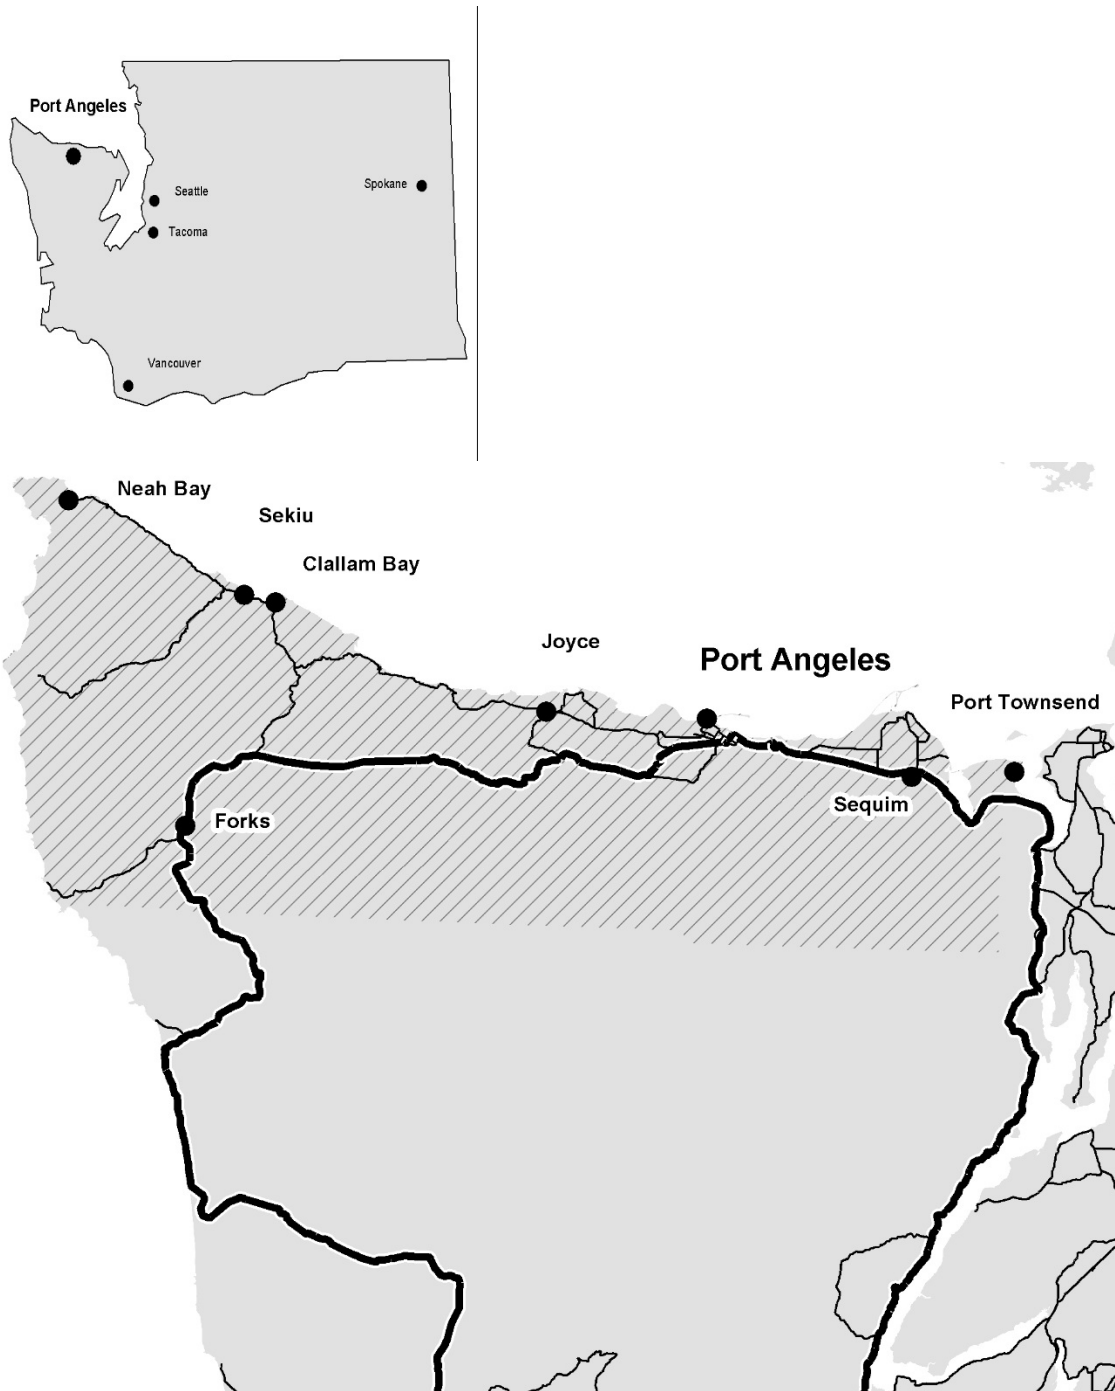 Port Angeles
Seattle
Spokane
Tacoma
Vancouver
Neah Bay
Sekiu
Clallam Bay
Joyce
Port Angeles
Port Townsend
Sequim
Forks